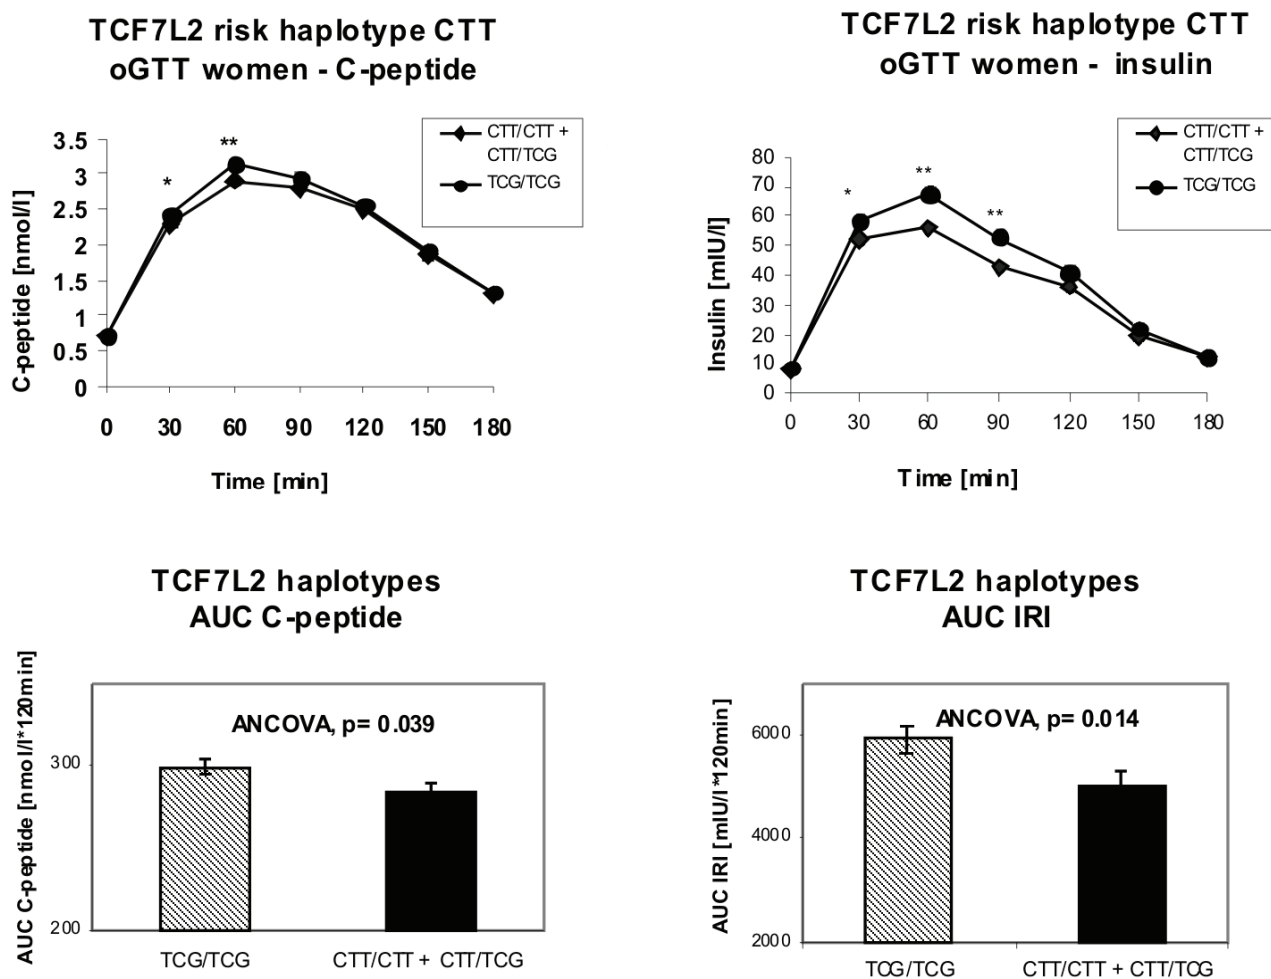 TCF7L2 risk haplotype CTT
oGTT women - C-peptide
CTT/CTT +
CTT/TCG
TCG/TCG
C-peptide [nmol/l]
3.5
3
2.5
2
1.5
1
0.5
0
*
**
0 30 60 90 120 150 180
Time [min]
TCF7L2 risk haplotype CTT
oGTT women - insulin
CTT/CTT +
CTT/TCG
TCG/TCG
Insulin [mIU/l]
80
70
60
50
40
30
20
10
0
*
**
**
0 30 60 90 120 150 180
Time [min]
TCF7L2 haplotypes
AUC C-peptide
AUC C-peptide [nmol/l*120min]
ANCOVA, p= 0.039
300
200
TCG/TCG CTT/CTT + CTT/TCG
TCF7L2 haplotypes
AUC IRI
AUC IRI [mIU/l*120min]
ANCOVA, p= 0.014
6000
4000
2000
TCG/TCG CTT/CTT + CTT/TCG